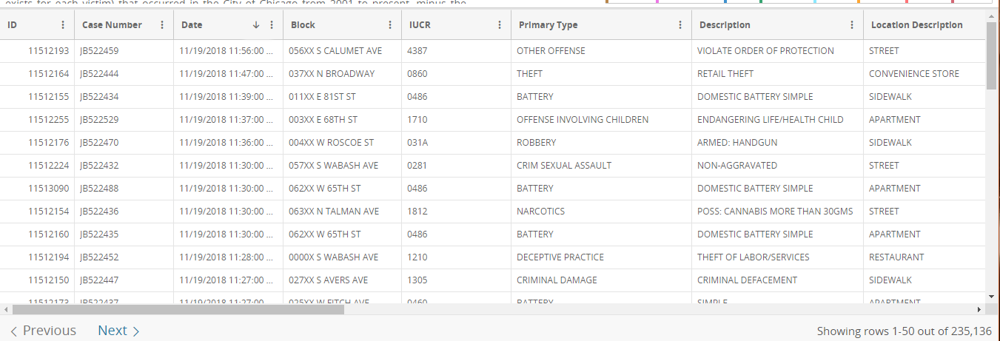 exists for each victim) that occurred in the City of Chicago from 2001 to present, minus the
ID Case Number Date Block IUCR Primary Type Description Location Description
11512193 JB522459 11/19/2018 11:56:00 ... 056XX S CALUMET AVE 4387 OTHER OFFENSE VIOLATE ORDER OF PROTECTION STREET
11512164 JB522444 11/19/2018 11:47:00 ... 037XX N BROADWAY 0860 THEFT RETAIL THEFT CONVENIENCE STORE
11512155 JB522434 11/19/2018 11:39:00 ... 011XX E 81ST ST 0486 BATTERY DOMESTIC BATTERY SIMPLE SIDEWALK
11512255 JB522529 11/19/2018 11:37:00 ... 003XX E 68TH ST 1710 OFFENSE INVOLVING CHILDREN ENDANGERING LIFE/HEALTH CHILD APARTMENT
11512176 JB522470 11/19/2018 11:36:00 ... 004XX W ROSCOE ST 031A ROBBERY ARMED: HANDGUN SIDEWALK
11512224 JB522432 11/19/2018 11:30:00 ... 057XX S WABASH AVE 0281 CRIM SEXUAL ASSAULT NON-AGGRAVATED STREET
11513090 JB522488 11/19/2018 11:30:00 ... 062XX W 65TH ST 0486 BATTERY DOMESTIC BATTERY SIMPLE APARTMENT
11512154 JB522436 11/19/2018 11:30:00 ... 063XX N TALMAN AVE 1812 NARCOTICS POSS: CANNABIS MORE THAN 30GMS STREET
11512160 JB522435 11/19/2018 11:30:00 ... 062XX W 65TH ST 0486 BATTERY DOMESTIC BATTERY SIMPLE APARTMENT
11512194 JB522452 11/19/2018 11:28:00 ... 0000X S WABASH AVE 1210 DECEPTIVE PRACTICE THEFT OF LABOR/SERVICES RESTAURANT
11512150 JB522447 11/19/2018 11:27:00 ... 027XX S AVERS AVE 1305 CRIMINAL DAMAGE CRIMINAL DEFACEMENT SIDEWALK
11512173 JB522437 11/19/2018 11:27:00 ... 025XX W FITCH AVE 0460 BATTERY SIMPLE APARTMENT
Previous Next Showing rows 1-50 out of 235,136